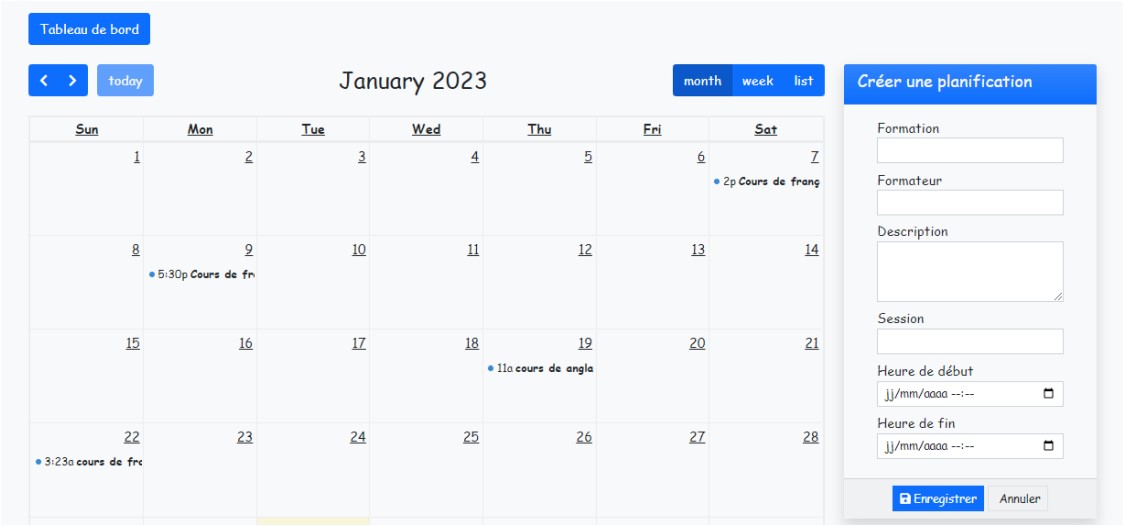 Tableau de bord
today
January 2023
month week list
Sun Mon Tue Wed Thu Fri Sat
1 2 3 4 5 6 7
2p Cours de franç
8 9 10 11 12 13 14
5:30p Cours de fr
15 16 17 18 19 20 21
11a cours de angla
22 23 24 25 26 27 28
3:23a cours de fra
Créer une planification
Formation
Formateur
Description
Session
Heure de début
jj/mm/aaaa --:--
Heure de fin
jj/mm/aaaa --:--
Enregistrer Annuler